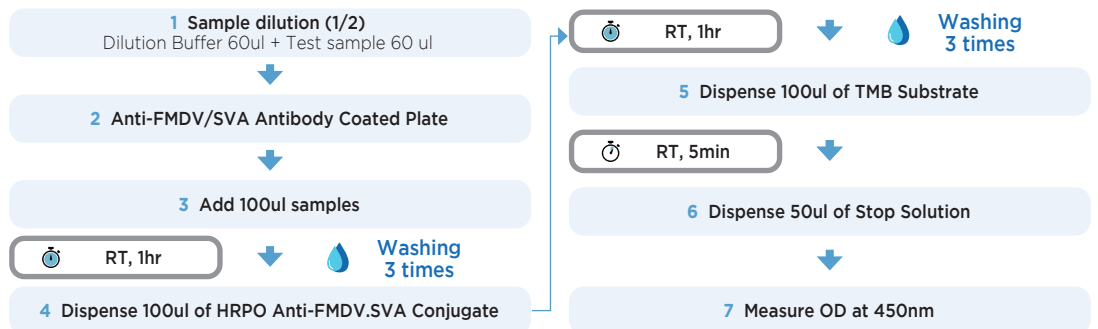 1 Sample dilution (1/2)
Dilution Buffer 60ul + Test sample 60 ul
2 Anti-FMDV/SVA Antibody Coated Plate
3 Add 100ul samples
RT, 1hr
Washing
3 times
4 Dispense 100ul of HRPO Anti-FMDV.SVA Conjugate
RT, 1hr
Washing
3 times
5 Dispense 100ul of TMB Substrate
RT, 5min
6 Dispense 50ul of Stop Solution
7 Measure OD at 450nm